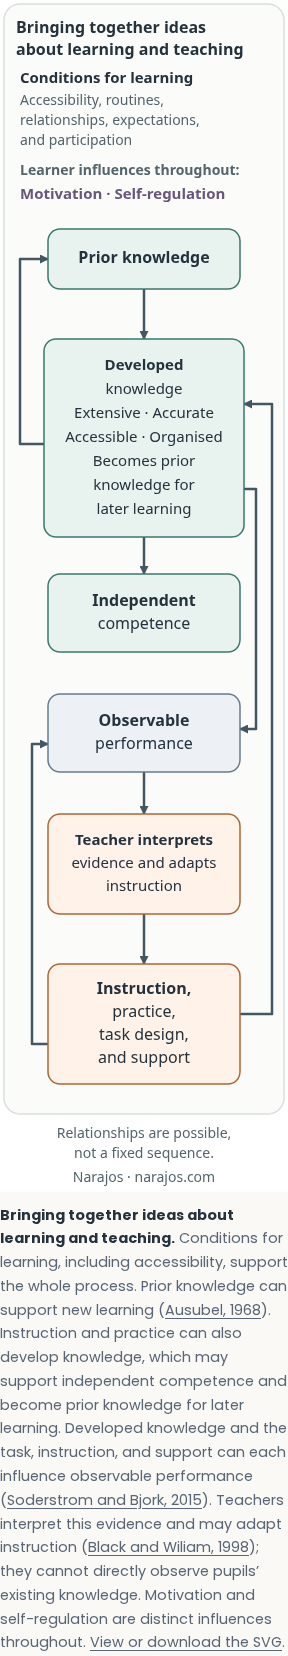 Bringing together ideas
about learning and teaching
Conditions for learning
Accessibility, routines,
relationships, expectations,
and participation
Learner influences throughout:
Motivation · Self-regulation
Prior knowledge
Developed
knowledge
Extensive · Accurate
Accessible · Organised
Becomes prior
knowledge for
later learning
Independent
competence
Observable
performance
Teacher interprets
evidence and adapts
instruction
Instruction,
practice,
task design,
and support
Relationships are possible,
not a fixed sequence.
Narajos · narajos.com
Bringing together ideas about
learning and teaching. Conditions for
learning, including accessibility, support
the whole process. Prior knowledge can
support new learning (Ausubel, 1968).
Instruction and practice can also
develop knowledge, which may
support independent competence and
become prior knowledge for later
learning. Developed knowledge and the
task, instruction, and support can each
influence observable performance
(Soderstrom and Bjork, 2015). Teachers
interpret this evidence and may adapt
instruction (Black and Wiliam, 1998);
they cannot directly observe pupils’
existing knowledge. Motivation and
self-regulation are distinct influences
throughout. View or download the SVG.